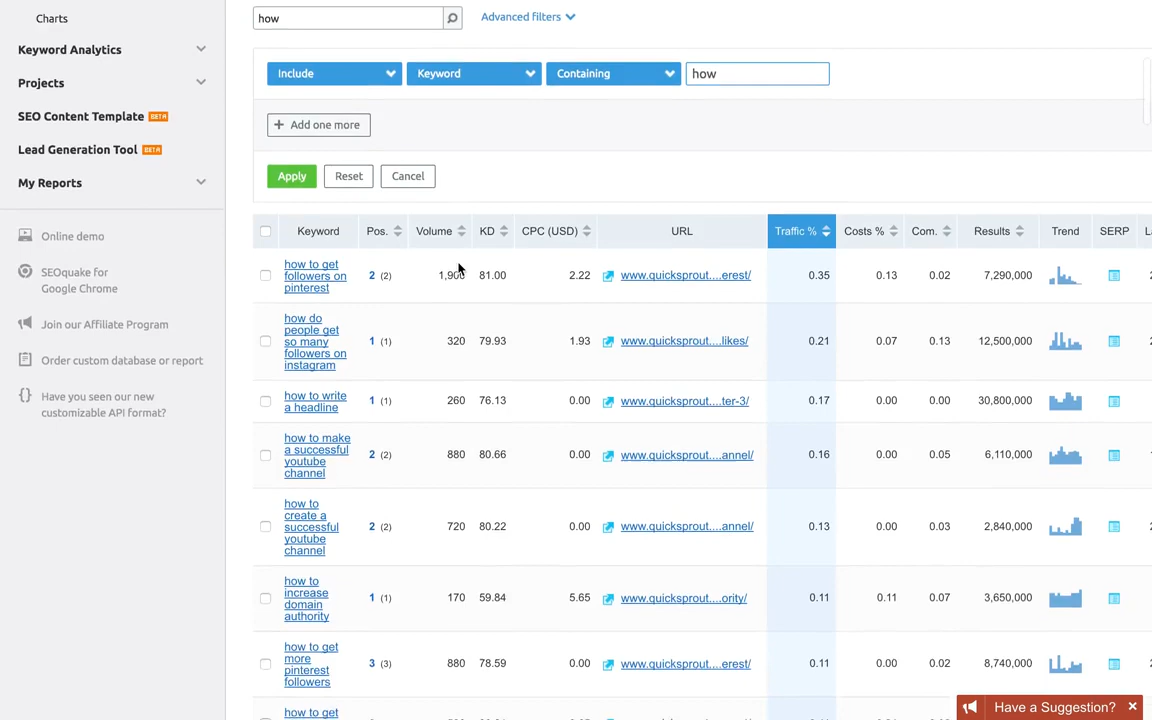 Charts
Keyword Analytics
Projects
SEO Content Template BETA
Lead Generation Tool BETA
My Reports
Online demo
SEOquake for
Google Chrome
Join our Affiliate Program
Order custom database or report
Have you seen our new
customizable API format?
how
Advanced filters
Include Keyword Containing how
+ Add one more
Apply Reset Cancel
Keyword Pos. Volume KD CPC (USD) URL Traffic % Costs % Com. Results Trend SERP
how to get
followers on
pinterest
2 (2) 1,900 81.00 2.22 www.quicksprout....erest/ 0.35 0.13 0.02 7,290,000
how do
people get
so many
followers on
instagram
1 (1) 320 79.93 1.93 www.quicksprout....likes/ 0.21 0.07 0.13 12,500,000
how to write
a headline
1 (1) 260 76.13 0.00 www.quicksprout....ter-3/ 0.17 0.00 0.00 30,800,000
how to make
a successful
youtube
channel
2 (2) 880 80.66 0.00 www.quicksprout....annel/ 0.16 0.00 0.05 6,110,000
how to
create a
successful
youtube
channel
2 (2) 720 80.22 0.00 www.quicksprout....annel/ 0.13 0.00 0.03 2,840,000
how to
increase
domain
authority
1 (1) 170 59.84 5.65 www.quicksprout....ority/ 0.11 0.11 0.07 3,650,000
how to get
more
pinterest
followers
3 (3) 880 78.59 0.00 www.quicksprout....erest/ 0.11 0.00 0.02 8,740,000
how to get
Have a Suggestion?